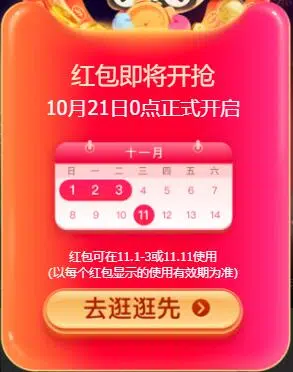 红包即将开抢
10月21日0点正式开启
十一月
日 一 二 三 四 五 六
1 2 3 4 5 6 7
8 9 10 11 12 13 14
红包可在11.1-3或11.11使用
(以每个红包显示的使用有效期为准)
去逛逛先